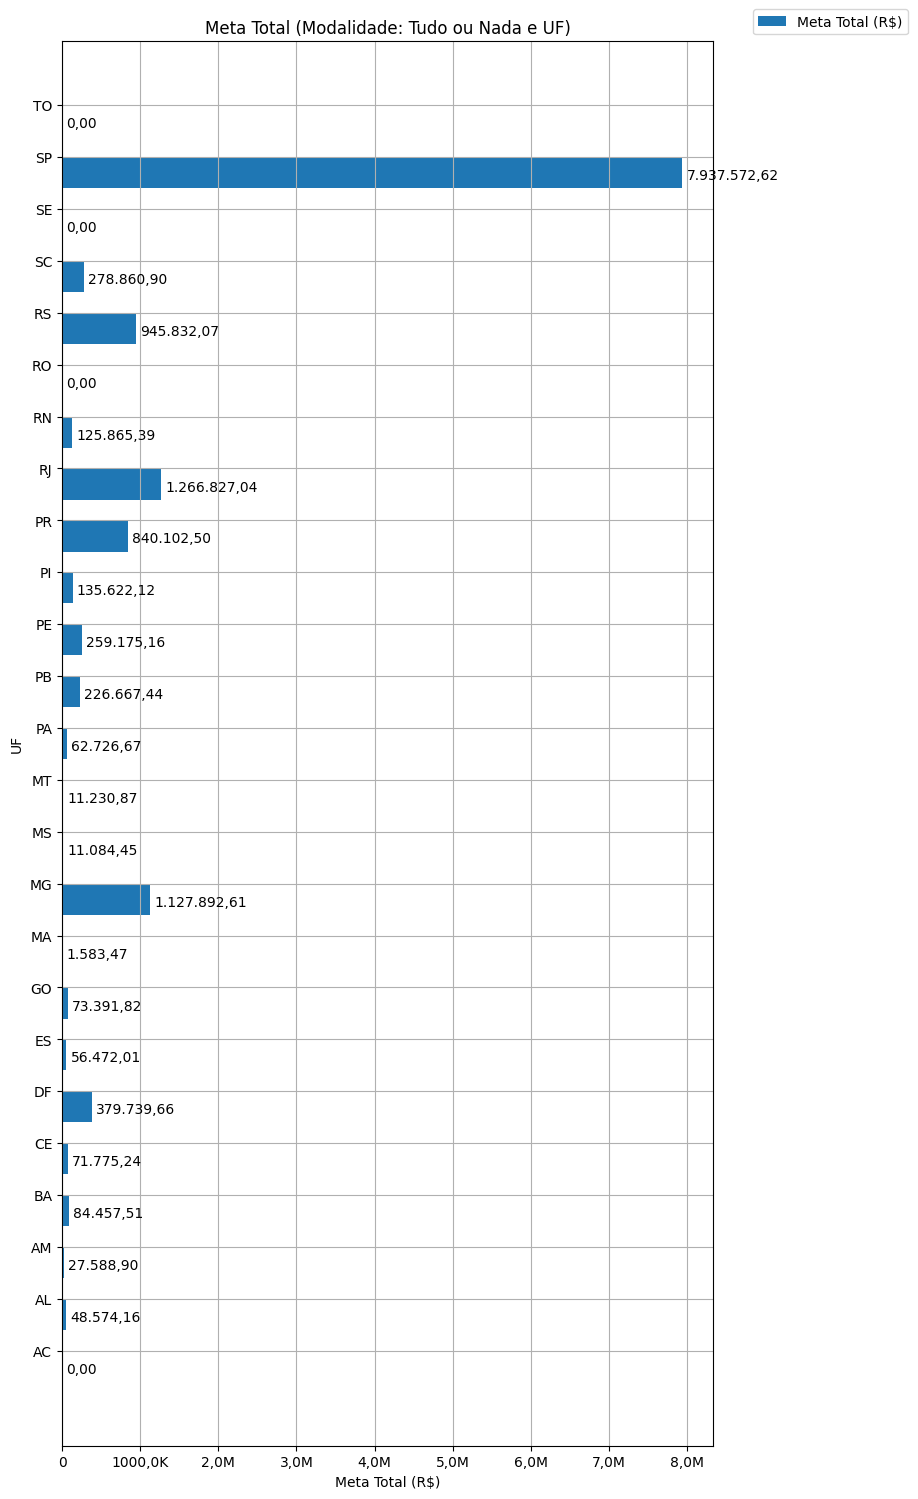 Meta Total (Modalidade: Tudo ou Nada e UF)
Meta Total (R$)
TO
0,00
SP
7.937.572,62
SE
0,00
SC
278.860,90
RS
945.832,07
RO
0,00
RN
125.865,39
RJ
1.266.827,04
PR
840.102,50
PI
135.622,12
PE
259.175,16
PB
226.667,44
PA
62.726,67
UF
MT
11.230,87
MS
11.084,45
MG
1.127.892,61
MA
1.583,47
GO
73.391,82
ES
56.472,01
DF
379.739,66
CE
71.775,24
BA
84.457,51
AM
27.588,90
AL
48.574,16
AC
0,00
0 1000,0K 2,0M 3,0M 4,0M 5,0M 6,0M 7,0M 8,0M
Meta Total (R$)